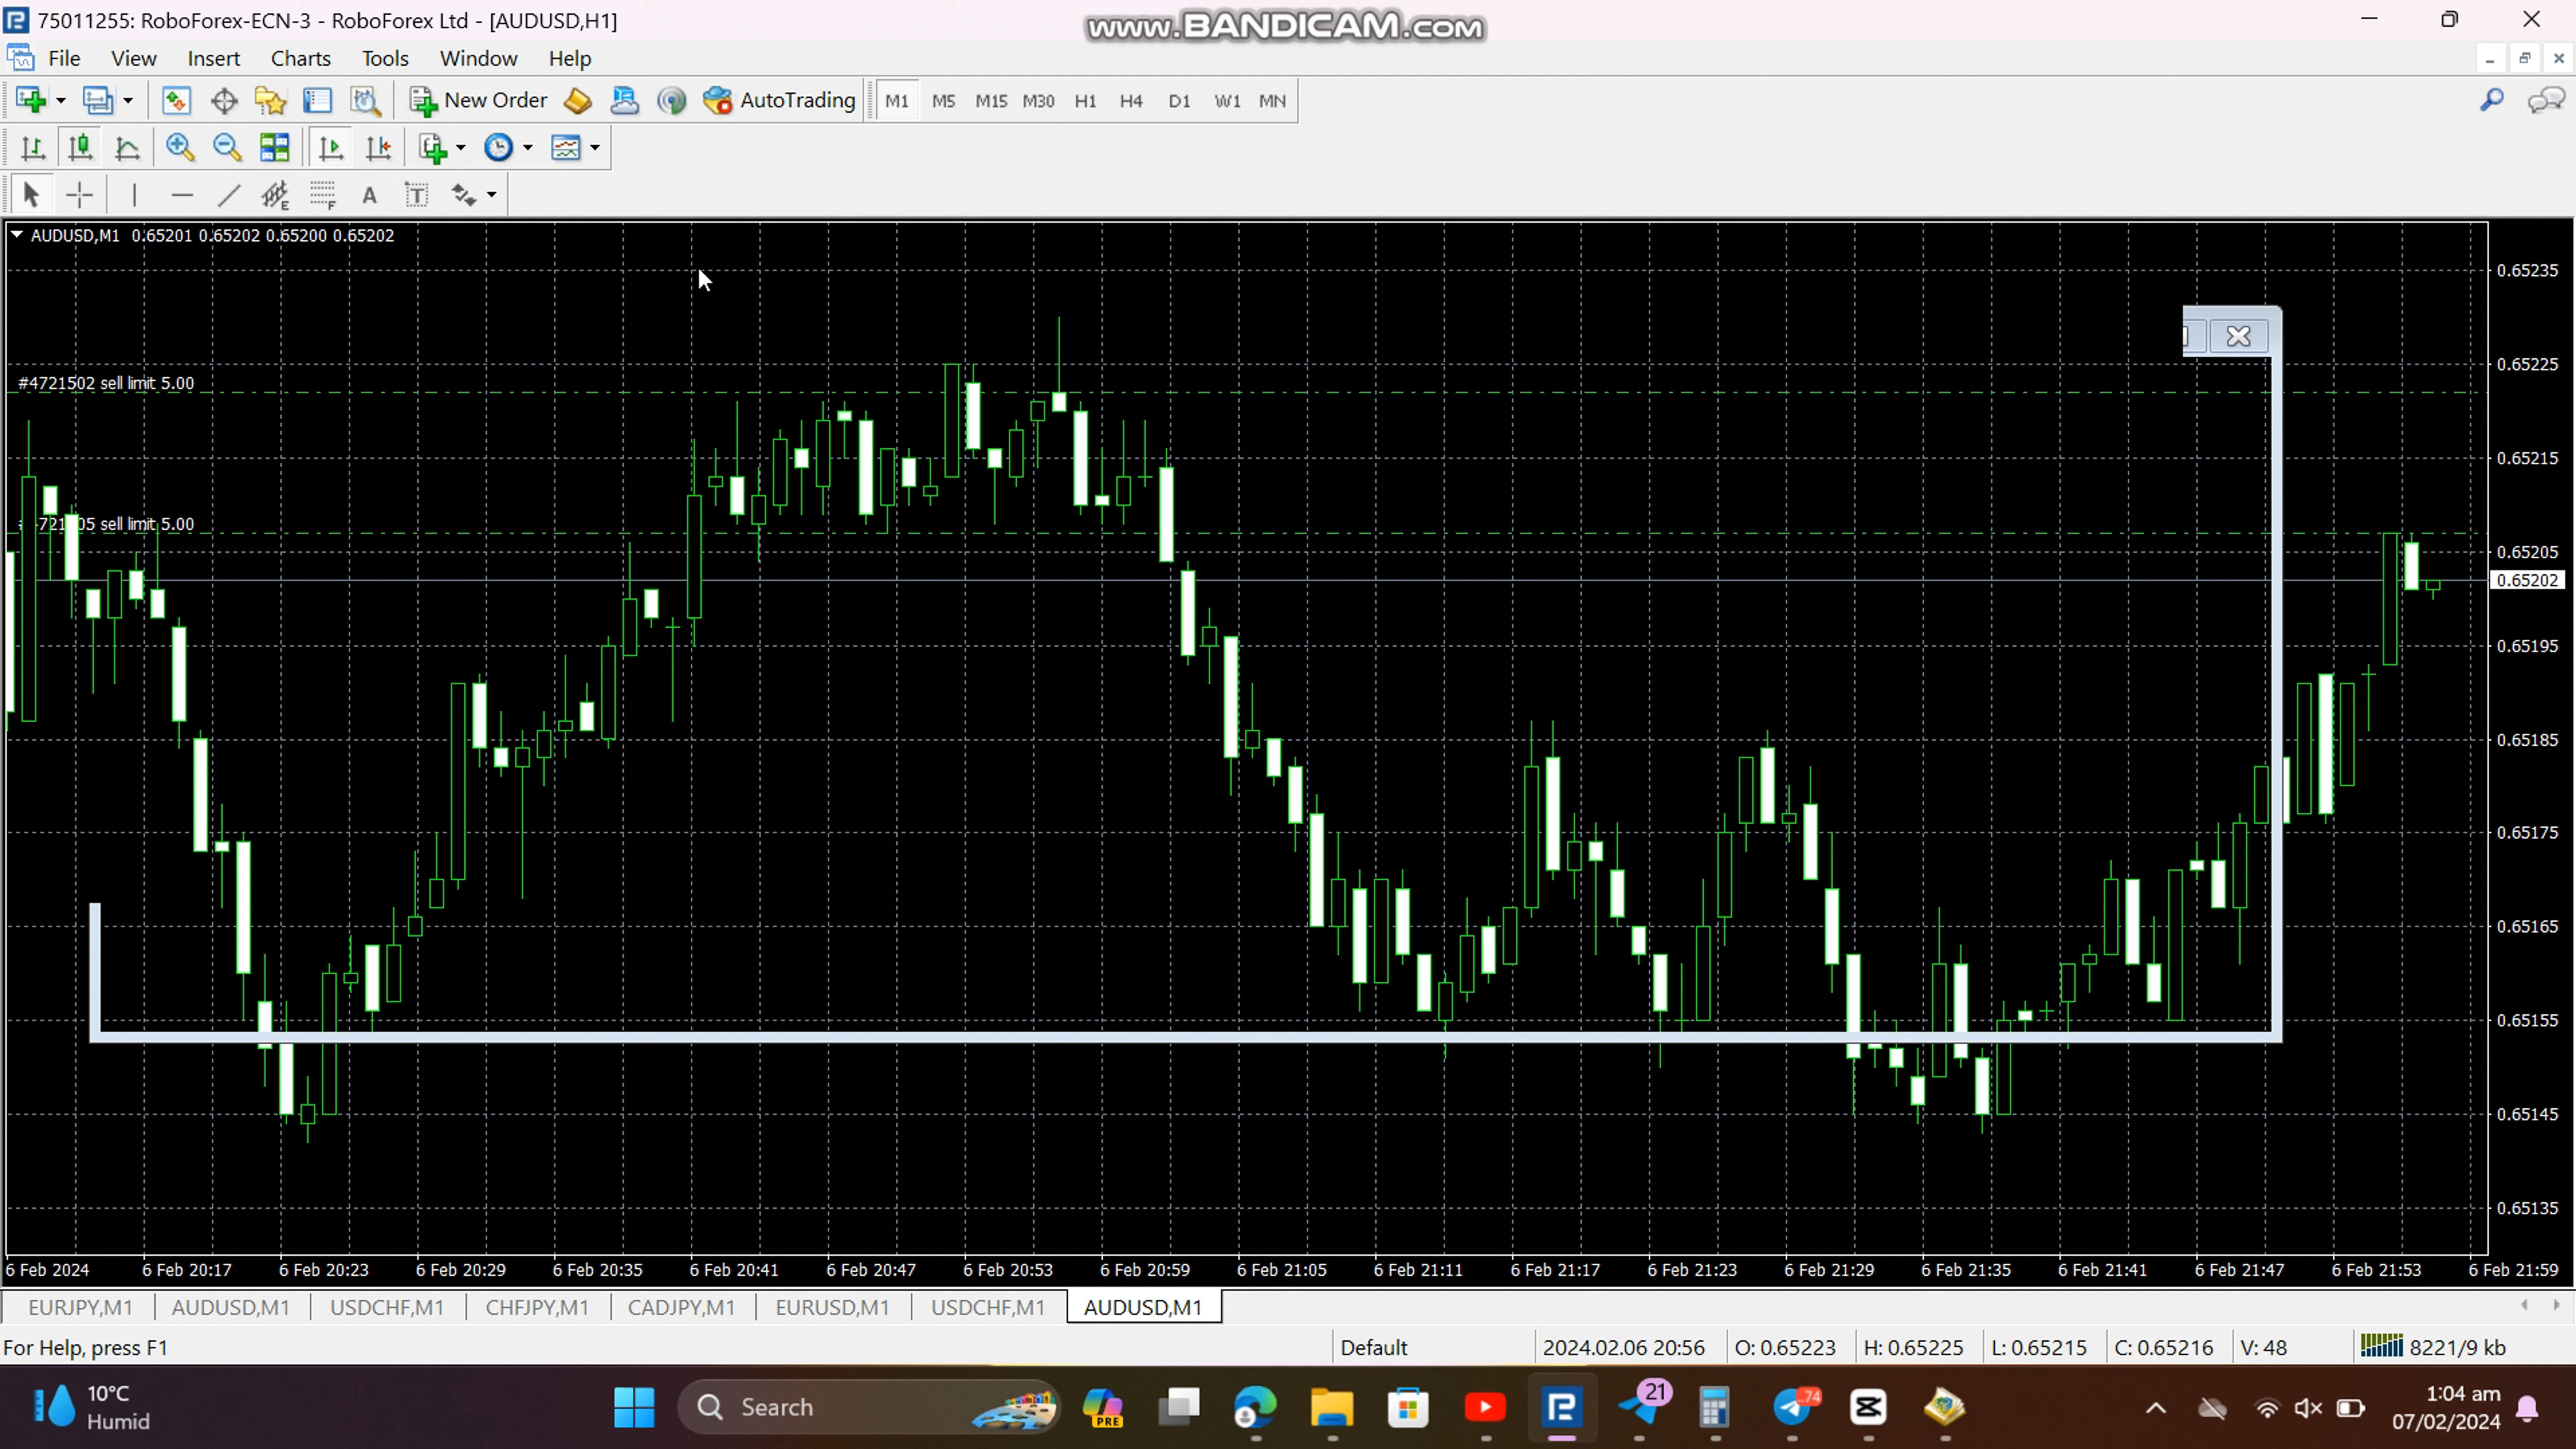 75011255: RoboForex-ECN-3 - RoboForex Ltd - [AUDUSD,H1]
www.BANDICAM.com
File View Insert Charts Tools Window Help
New Order AutoTrading M1 M5 M15 M30 H1 H4 D1 W1 MN
E F A T
AUDUSD,M1 0.65201 0.65202 0.65200 0.65202
0.65235
0.65225
#4721502 sell limit 5.00
0.65215
sell limit 5.00
0.65205
0.65202
0.65195
0.65185
0.65175
0.65165
0.65155
0.65145
0.65135
6 Feb 2024 6 Feb 20:17 6 Feb 20:23 6 Feb 20:29 6 Feb 20:35 6 Feb 20:41 6 Feb 20:47 6 Feb 20:53 6 Feb 20:59 6 Feb 21:05 6 Feb 21:11 6 Feb 21:17 6 Feb 21:23 6 Feb 21:29 6 Feb 21:35 6 Feb 21:41 6 Feb 21:47 6 Feb 21:53 6 Feb 21:59
EURJPY,M1 AUDUSD,M1 USDCHF,M1 CHFJPY,M1 CADJPY,M1 EURUSD,M1 USDCHF,M1 AUDUSD,M1
For Help, press F1 Default 2024.02.06 20:56 O: 0.65223 H: 0.65225 L: 0.65215 C: 0.65216 V: 48 8221/9 kb
10°C
Humid
Search
PRE
21
74
1:04 am
07/02/2024